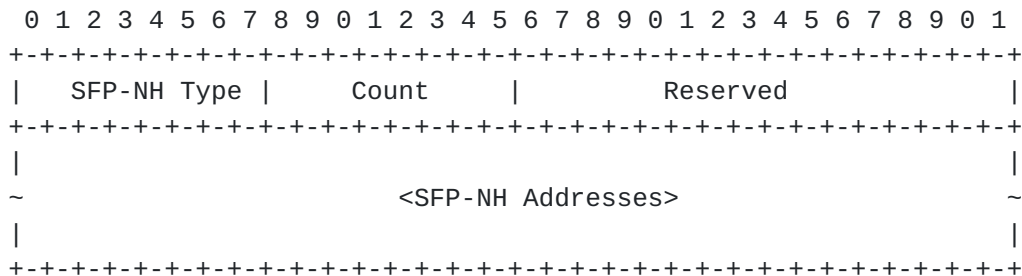 0 1 2 3 4 5 6 7 8 9 0 1 2 3 4 5 6 7 8 9 0 1 2 3 4 5 6 7 8 9 0 1
+-+-+-+-+-+-+-+-+-+-+-+-+-+-+-+-+-+-+-+-+-+-+-+-+-+-+-+-+-+-+-+-+
|   SFP-NH Type |     Count     |         Reserved              |
+-+-+-+-+-+-+-+-+-+-+-+-+-+-+-+-+-+-+-+-+-+-+-+-+-+-+-+-+-+-+-+-+
|                                                               |
~                        <SFP-NH Addresses>                     ~
|                                                               |
+-+-+-+-+-+-+-+-+-+-+-+-+-+-+-+-+-+-+-+-+-+-+-+-+-+-+-+-+-+-+-+-+